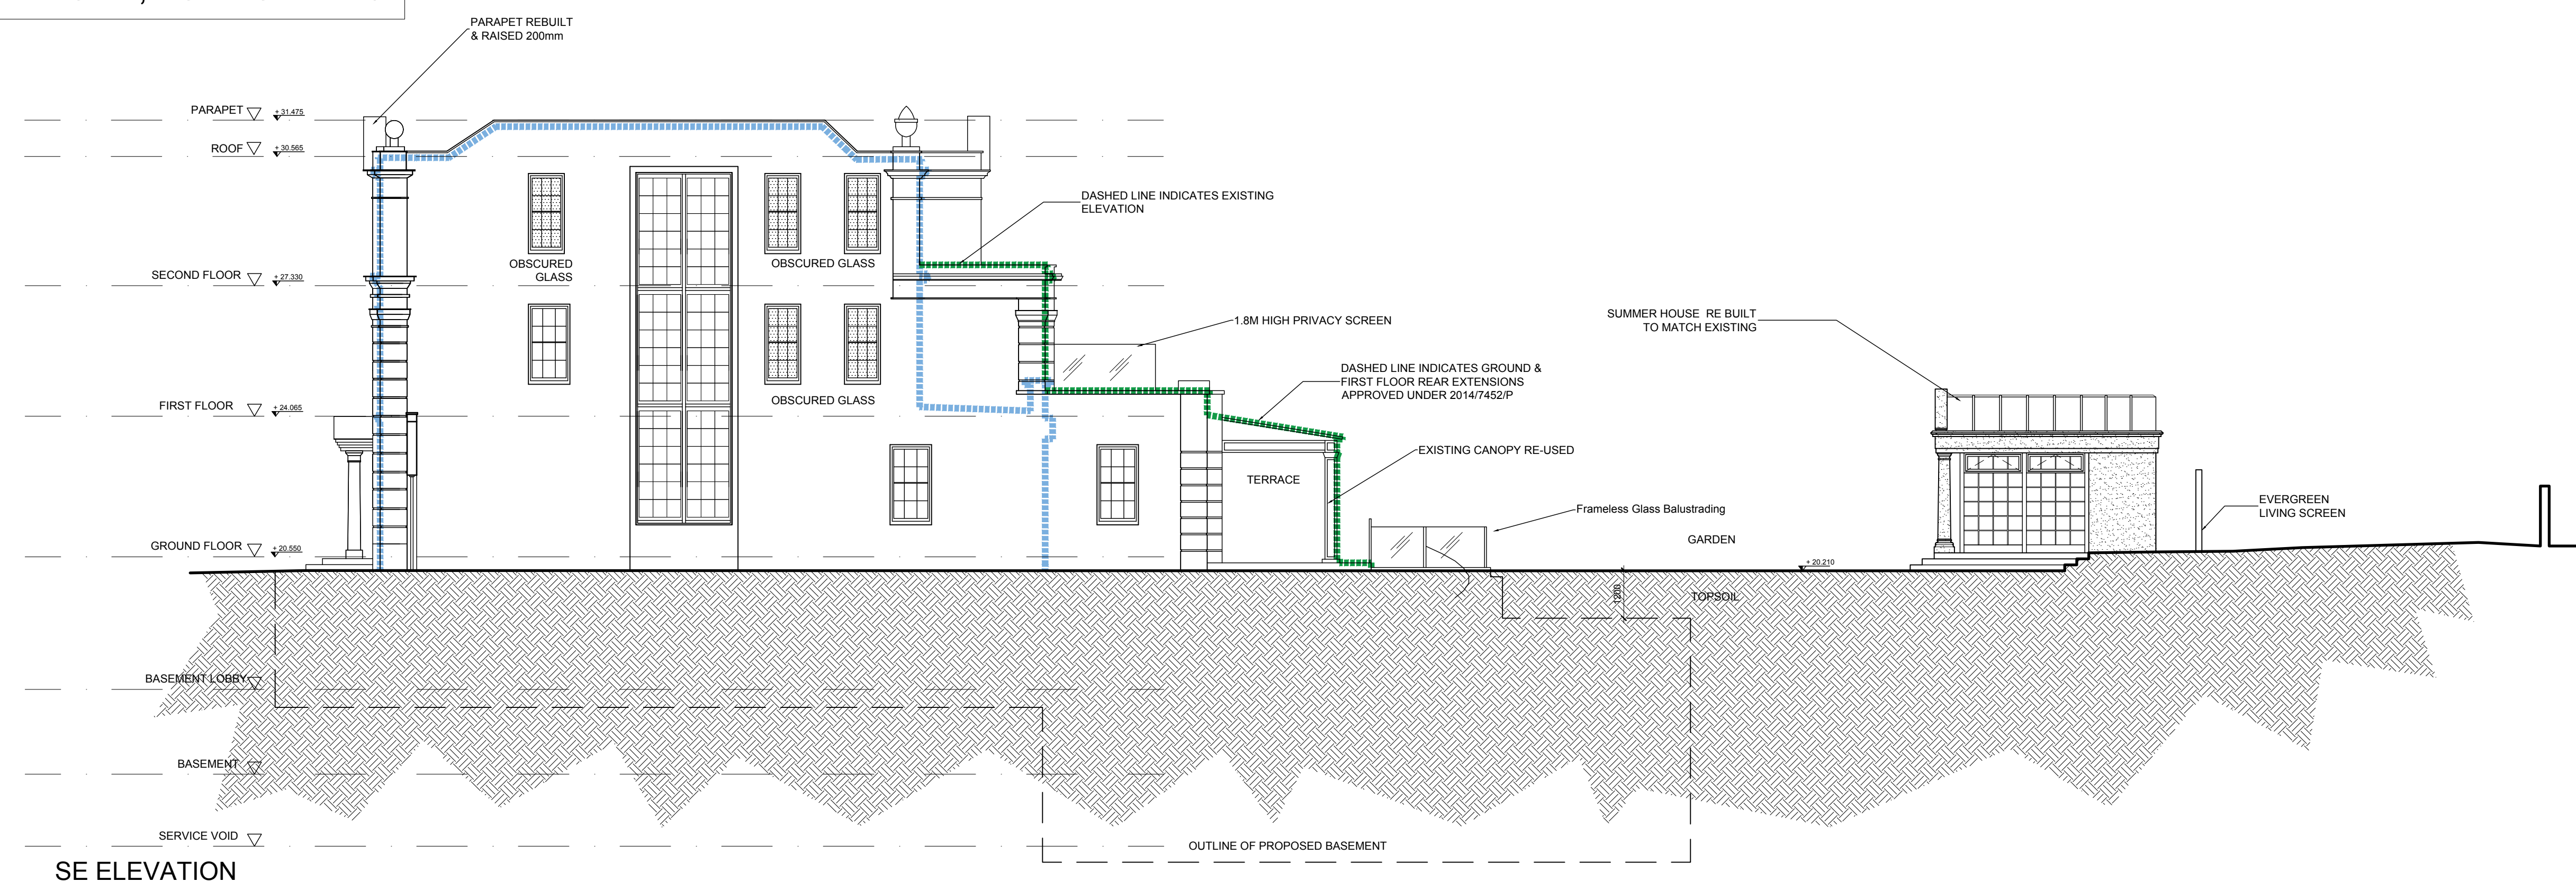 PARAPET REBUILT
& RAISED 200mm
PARAPET
+ 31.475
ROOF
+ 30.565
DASHED LINE INDICATES EXISTING
ELEVATION
OBSCURED
GLASS
OBSCURED GLASS
SECOND FLOOR
+ 27.330
1.8M HIGH PRIVACY SCREEN
SUMMER HOUSE RE BUILT
TO MATCH EXISTING
DASHED LINE INDICATES GROUND &
FIRST FLOOR REAR EXTENSIONS
APPROVED UNDER 2014/7452/P
OBSCURED GLASS
FIRST FLOOR
+ 24.065
EXISTING CANOPY RE-USED
TERRACE
EVERGREEN
LIVING SCREEN
Frameless Glass Balustrading
GARDEN
GROUND FLOOR
+ 20.550
+ 20.210
1200
TOPSOIL
BASEMENT LOBBY
BASEMENT
SERVICE VOID
OUTLINE OF PROPOSED BASEMENT
SE ELEVATION